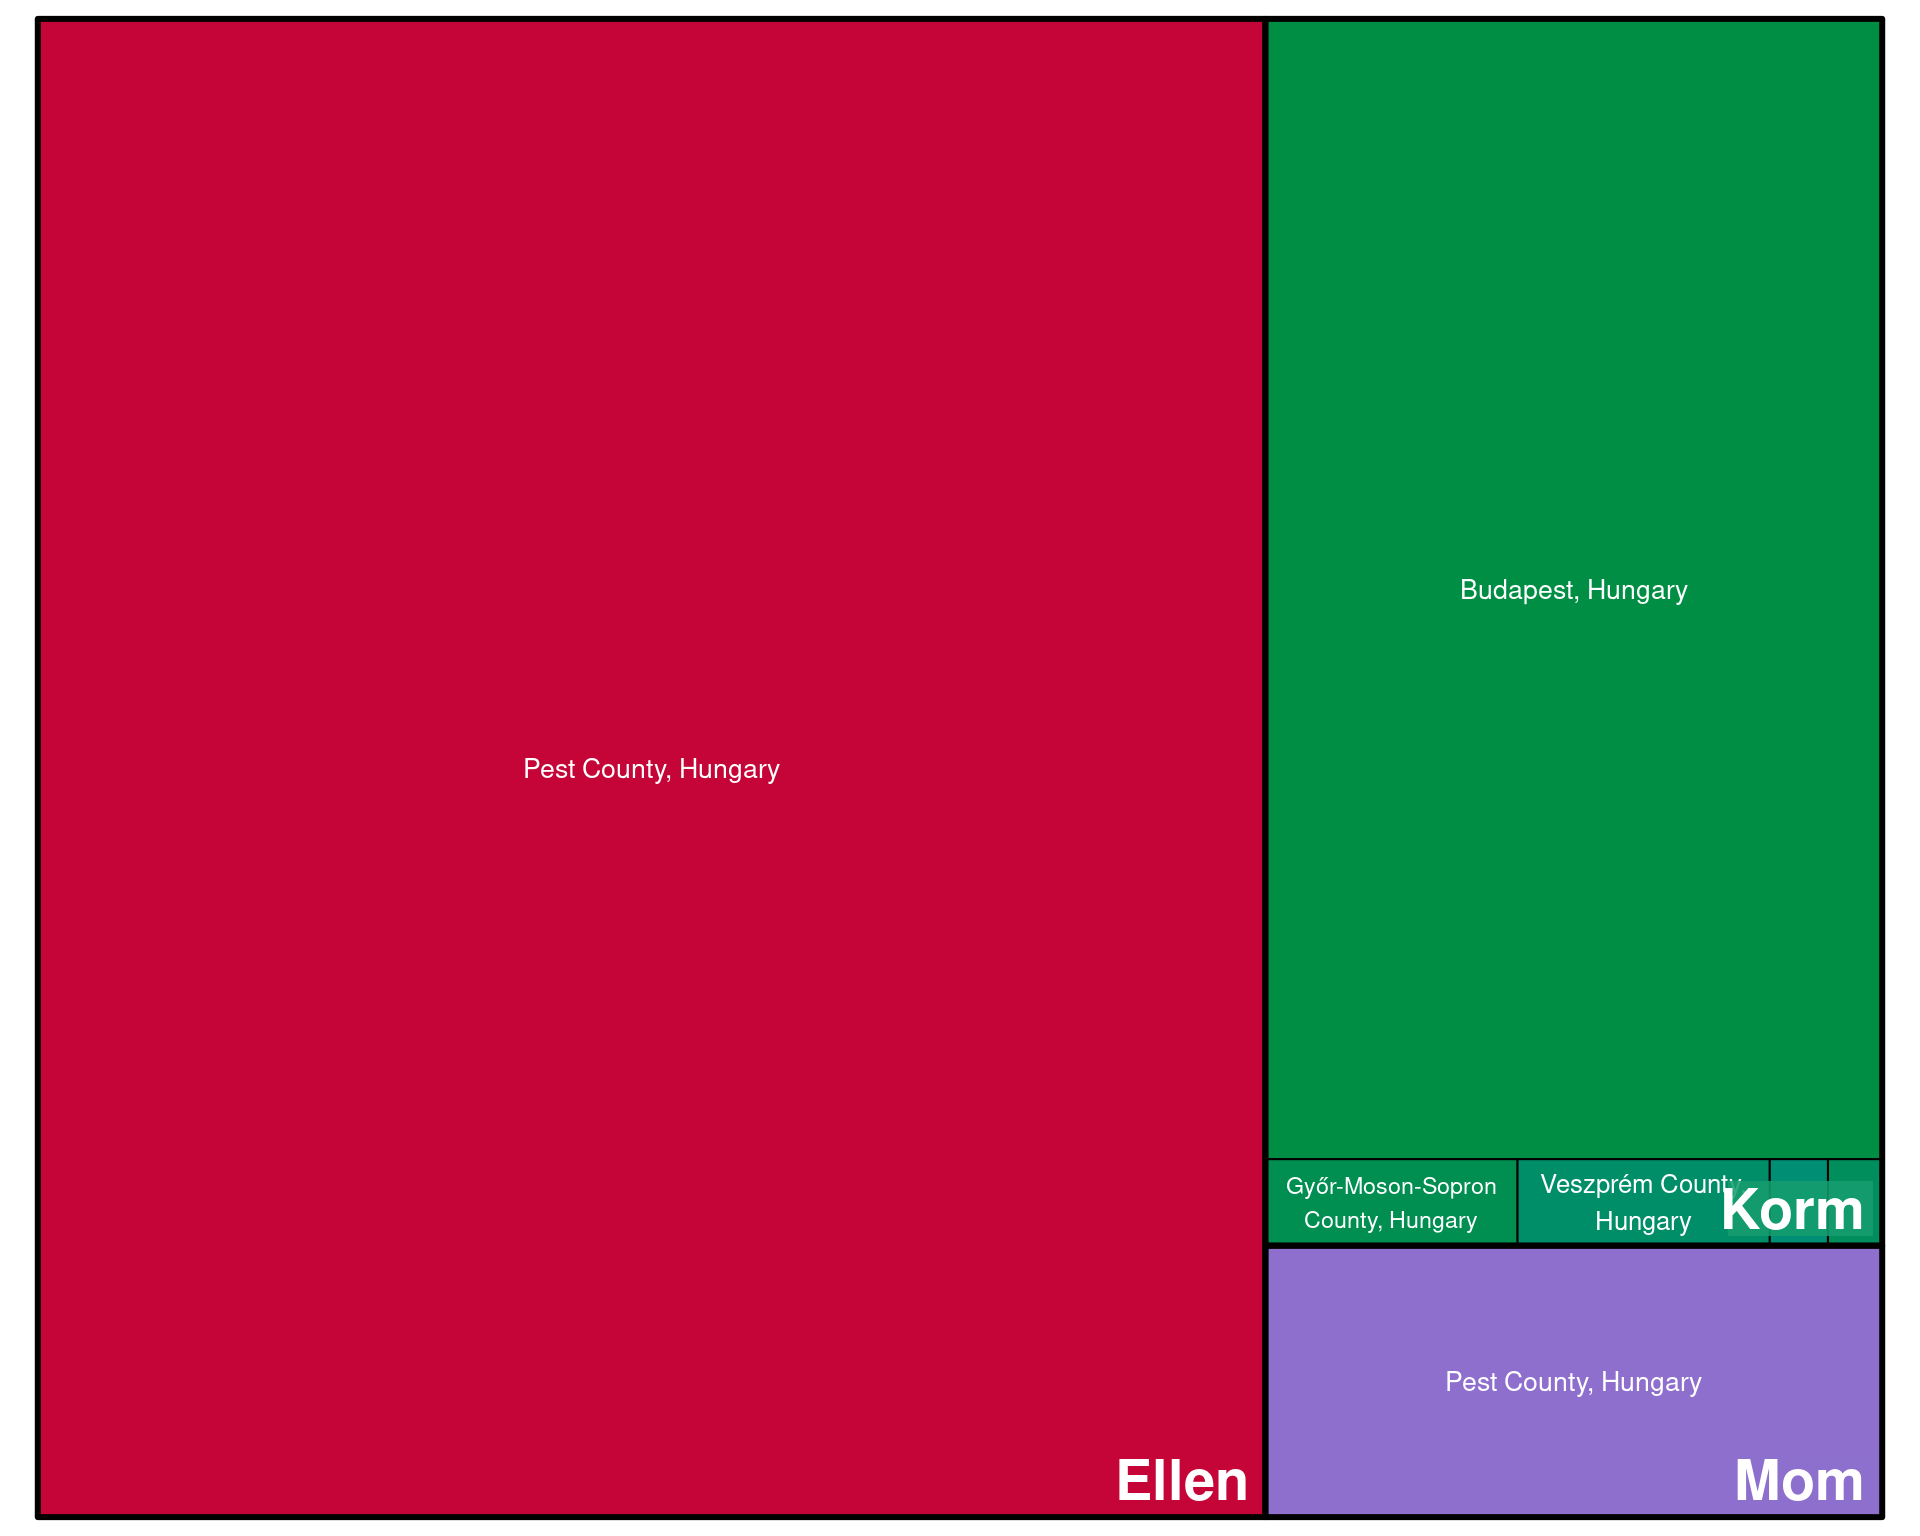 Budapest, Hungary
Pest County, Hungary
Győr-Moson-Sopron
County, Hungary
Veszprém County
Hungary
Korm
Pest County, Hungary
Ellen
Mom